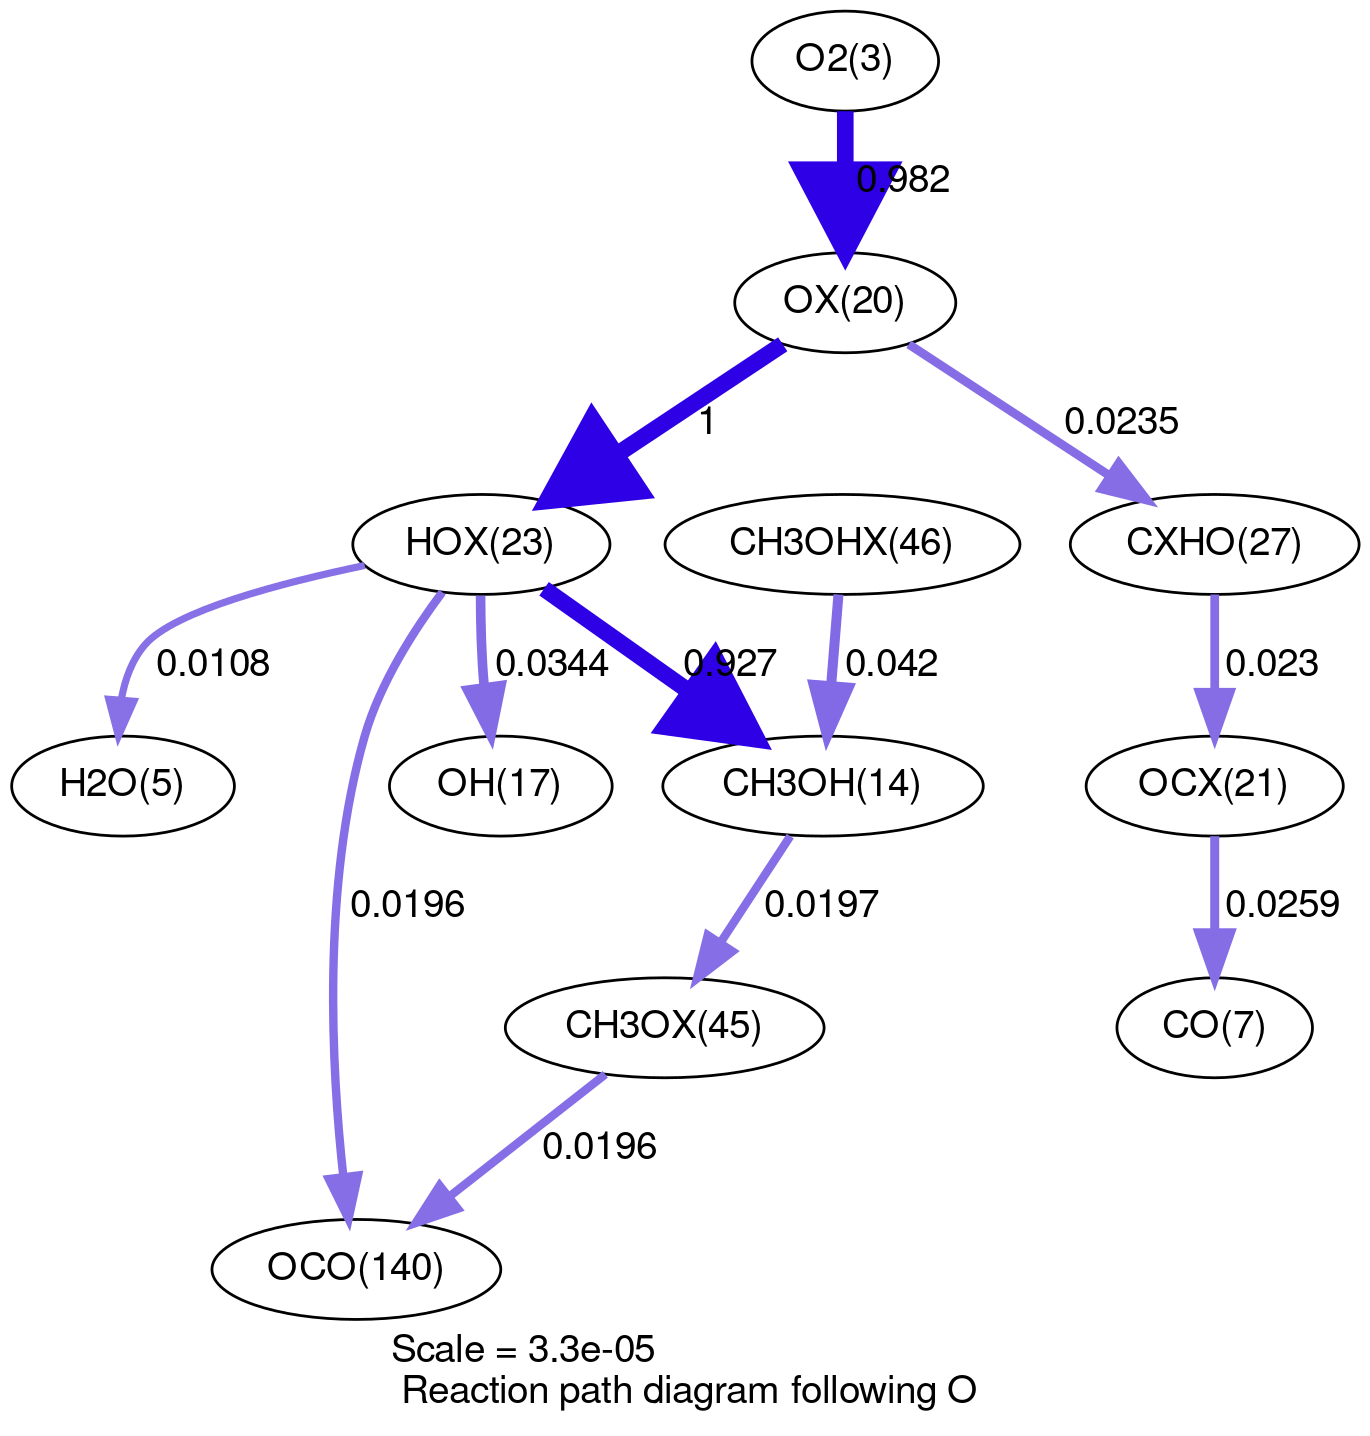 O2(3)
0.982
OX(20)
1
0.0235
HOX(23)
CH3OHX(46)
CXHO(27)
0.0108
0.0344
0.927
0.042
0.023
H2O(5)
OH(17)
CH3OH(14)
OCX(21)
0.0196
0.0197
0.0259
CH3OX(45)
CO(7)
0.0196
OCO(140)
Scale = 3.3e-05
Reaction path diagram following O